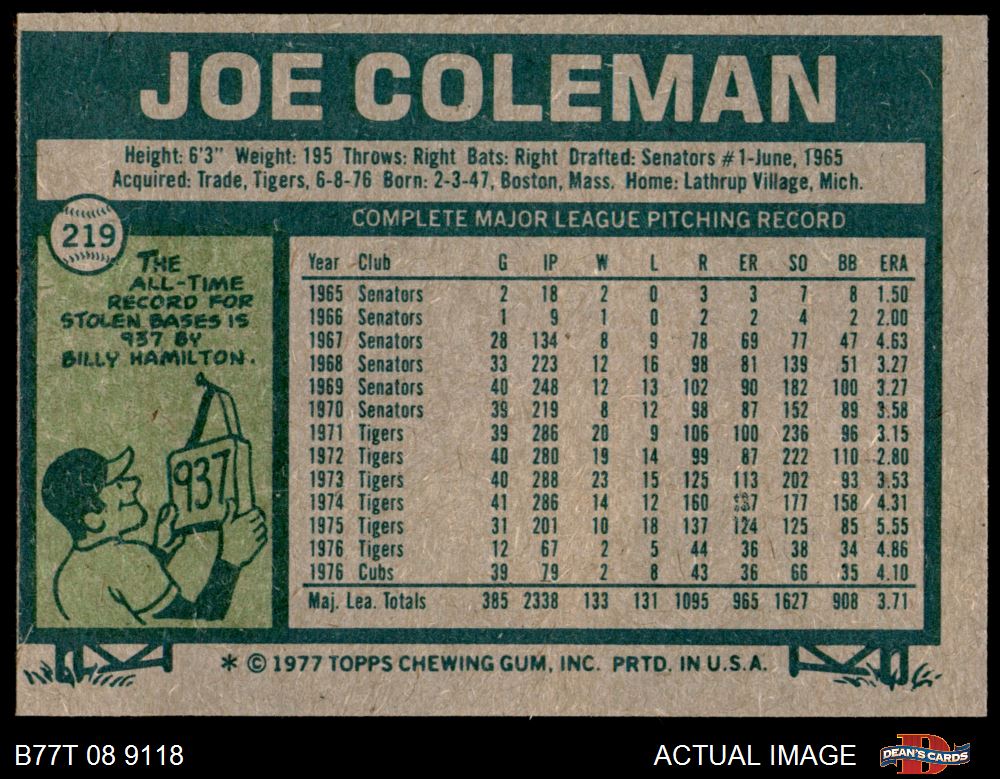 JOE COLEMAN
Height: 6'3" Weight: 195 Throws: Right Bats: Right Drafted: Senators #1-June, 1965
Acquired: Trade, Tigers, 6-8-76 Born: 2-3-47, Boston, Mass. Home: Lathrup Village, Mich.
219
THE
ALL-TIME
RECORD FOR
STOLEN BASES IS
937 BY
BILLY HAMILTON.
937
COMPLETE MAJOR LEAGUE PITCHING RECORD
Year Club G IP W L R ER SO BB ERA
1965 Senators 2 18 2 0 3 3 7 8 1.50
1966 Senators 1 9 1 0 2 2 4 2 2.00
1967 Senators 28 134 8 9 78 69 77 47 4.63
1968 Senators 33 223 12 16 98 81 139 51 3.27
1969 Senators 40 248 12 13 102 90 182 100 3.27
1970 Senators 39 219 8 12 98 87 152 89 3.58
1971 Tigers 39 286 20 9 106 100 236 96 3.15
1972 Tigers 40 280 19 14 99 87 222 110 2.80
1973 Tigers 40 288 23 15 125 113 202 93 3.53
1974 Tigers 41 286 14 12 160 177 158 4.31
1975 Tigers 31 201 10 18 137 124 125 85 5.55
1976 Tigers 12 67 2 5 44 36 38 34 4.86
1976 Cubs 39 79 2 8 43 36 66 35 4.10
Maj. Lea. Totals 385 2338 133 131 1095 965 1627 908 3.71
* © 1977 TOPPS CHEWING GUM, INC. PRTD. IN U.S.A.
B77T 08 9118
ACTUAL IMAGE
D
DEAN'S CARDS